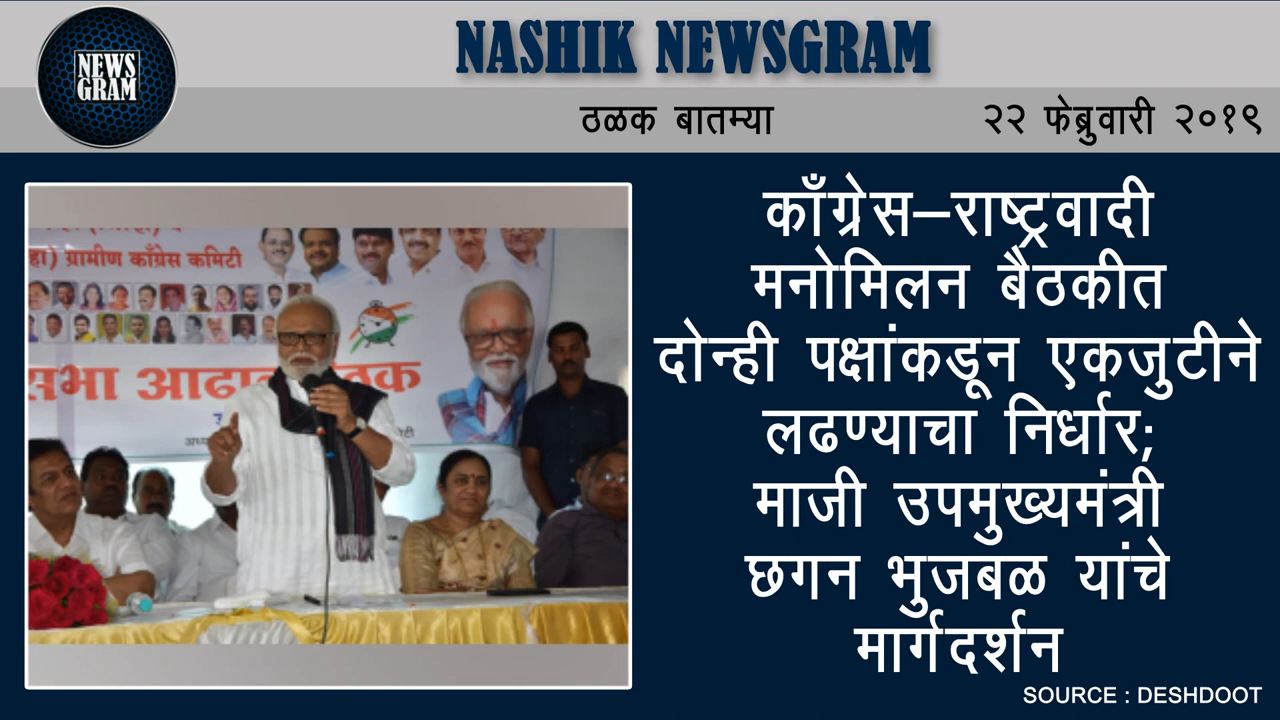 NEWS
GRAM
NASHIK NEWSGRAM
ठळक बातम्या
२२ फेब्रुवारी २०१९
हा) ग्रामीण काँग्रेस कमिटी
सभा
काँग्रेस–राष्ट्रवादी
मनोमिलन बैठकीत
दोन्ही पक्षांकडून एकजुटीने
लढण्याचा निर्धार;
माजी उपमुख्यमंत्री
छगन भुजबळ यांचे
मार्गदर्शन
SOURCE : DESHDOOT